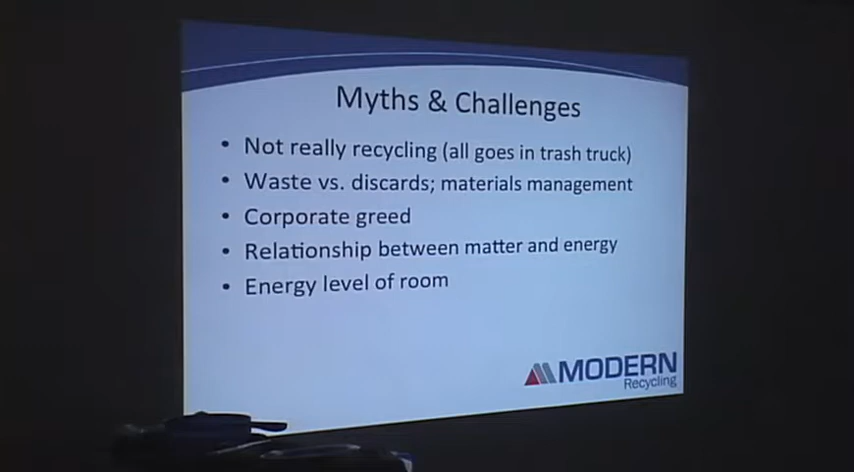 Myths & Challenges
• Not really recycling (all goes in trash truck)
• Waste vs. discards; materials management
• Corporate greed
• Relationship between matter and energy
• Energy level of room
MODERN
Recycling